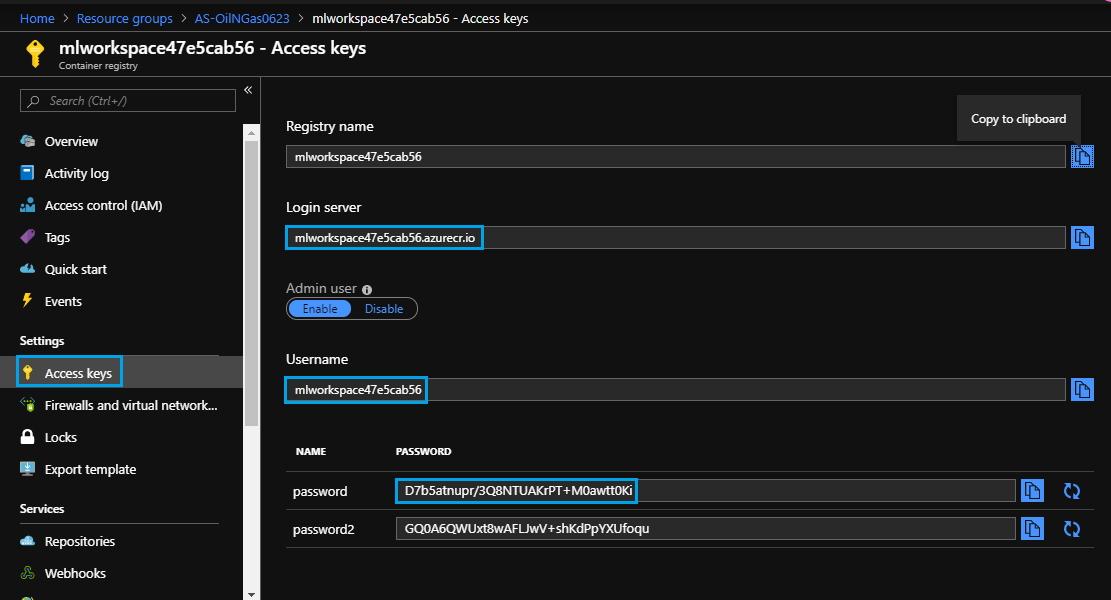 Home > Resource groups > AS-OilNGas0623 > mlworkspace47e5cab56 - Access keys
mlworkspace47e5cab56 - Access keys
Container registry
Search (Ctrl+/)
«
Overview
Activity log
Access control (IAM)
Tags
Quick start
Events
Settings
Access keys
Firewalls and virtual network...
Locks
Export template
Services
Repositories
Webhooks
Copy to clipboard
Registry name
mlworkspace47e5cab56
Login server
mlworkspace47e5cab56.azurecr.io
Admin user
Enable Disable
Username
mlworkspace47e5cab56
NAME PASSWORD
password D7b5atnupr/3Q8NTUAKrPT+M0awtt0Ki
password2 GQ0A6QWUxt8wAFLJwV+shKdPpYXUfoqu